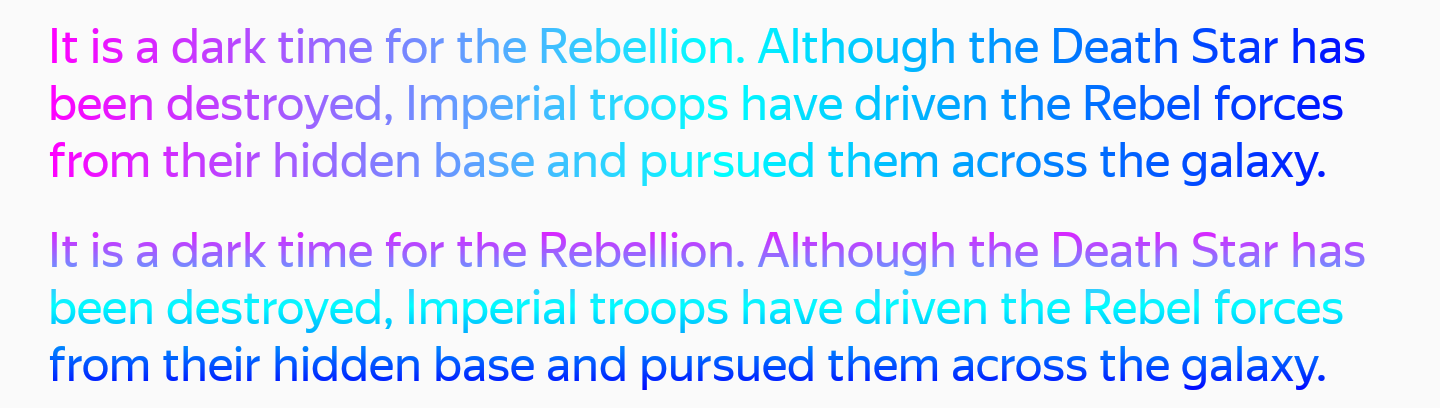 It is a dark time for the Rebellion. Although the Death Star has
been destroyed, Imperial troops have driven the Rebel forces
from their hidden base and pursued them across the galaxy.
It is a dark time for the Rebellion. Although the Death Star has
been destroyed, Imperial troops have driven the Rebel forces
from their hidden base and pursued them across the galaxy.